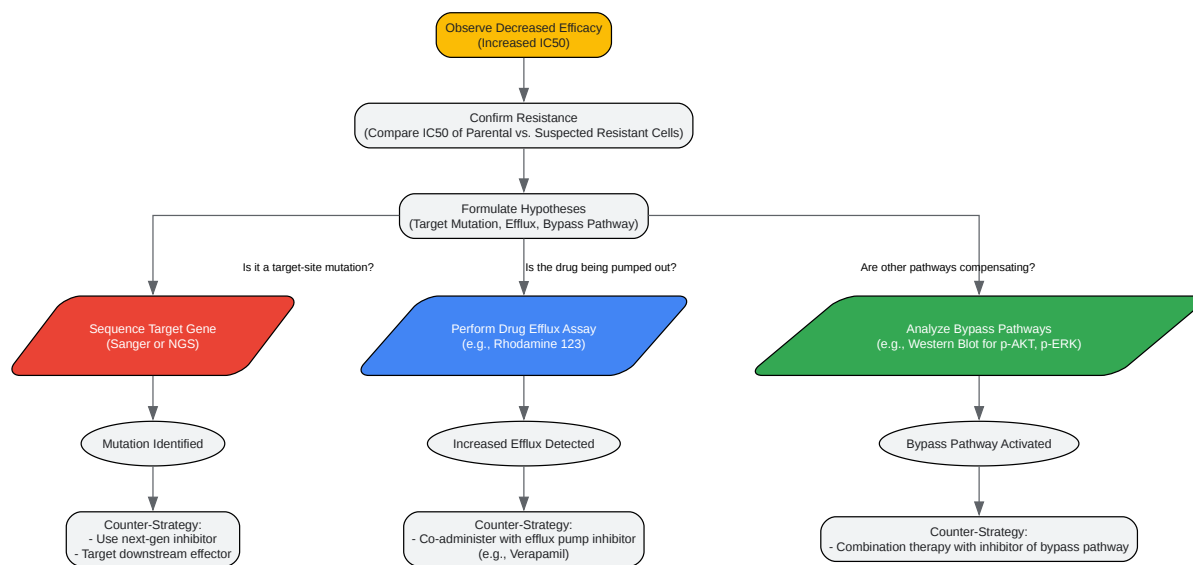 Observe Decreased Efficacy
(Increased IC50)
Confirm Resistance
(Compare IC50 of Parental vs. Suspected Resistant Cells)
Formulate Hypotheses
(Target Mutation, Efflux, Bypass Pathway)
Is it a target-site mutation?
Is the drug being pumped out?
Are other pathways compensating?
Sequence Target Gene
(Sanger or NGS)
Perform Drug Efflux Assay
(e.g., Rhodamine 123)
Analyze Bypass Pathways
(e.g., Western Blot for p-AKT, p-ERK)
Mutation Identified
Increased Efflux Detected
Bypass Pathway Activated
Counter-Strategy:
- Use next-gen inhibitor
- Target downstream effector
Counter-Strategy:
- Co-administer with efflux pump inhibitor
(e.g., Verapamil)
Counter-Strategy:
- Combination therapy with inhibitor of bypass pathway